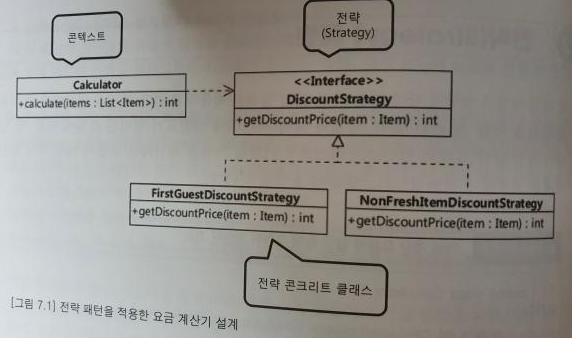 콘텍스트
전략
(Strategy)
Calculator
+calculate(items : List<Item>) : int
<<Interface>>
DiscountStrategy
+getDiscountPrice(item : Item) : int
FirstGuestDiscountStrategy
+getDiscountPrice(item : Item) : int
NonFreshItemDiscountStrategy
+getDiscountPrice(item : Item) : int
전략 콘크리트 클래스
[그림 7.1] 전략 패턴을 적용한 요금 계산기 설계